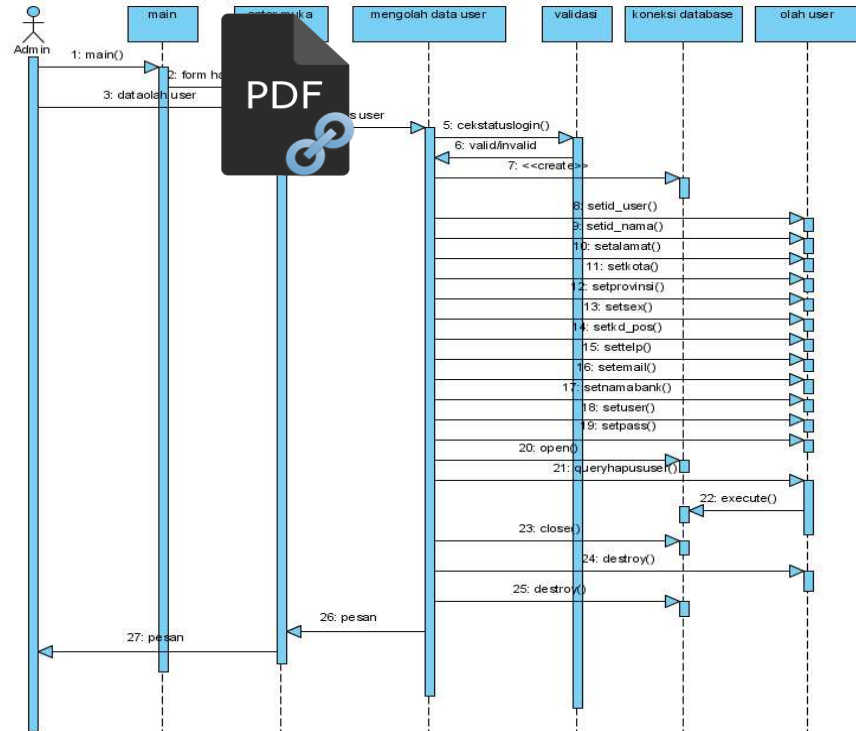 Admin
main
mengolah data user
validasi
koneksi database
olah user
1: main()
2: form
3: dataolah user
PDF
user
5: cekstatuslogin()
6: valid/invalid
7: <<create>>
8: setid_user()
9: setid_nama()
10: setalamat()
11: setkota()
12: setprovinsi()
13: setsex()
14: setkd_pos()
15: settelp()
16: setemail()
17: setnamabank()
18: setuser()
19: setpass()
20: open()
21: queryhapususer()
22: execute()
23: close()
24: destroy()
25: destroy()
26: pesan
27: pesan